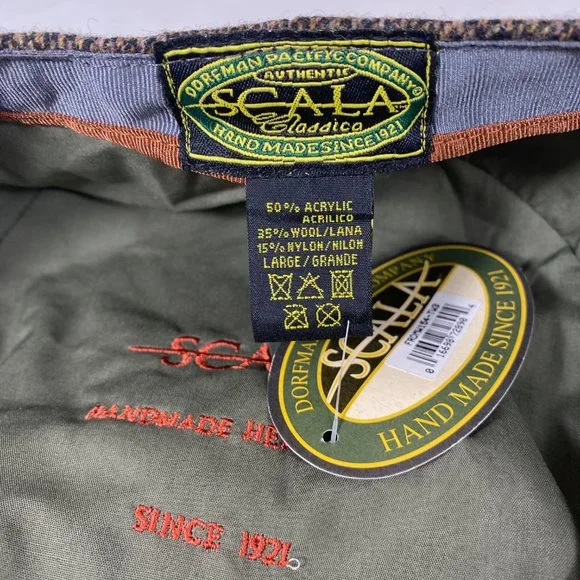 DORFMAN PACIFIC COMPANY®
AUTHENTIC
SCALA
Classico
HAND MADE SINCE 1921
50% ACRYLIC
ACRILICO
35% WOOL/LANA
15% NYLON/NILON
LARGE/GRANDE
DORFMAN COMPANY
SCALA
HAND MADE SINCE 1921
SCA
HANDMADE HE
SINCE 1921